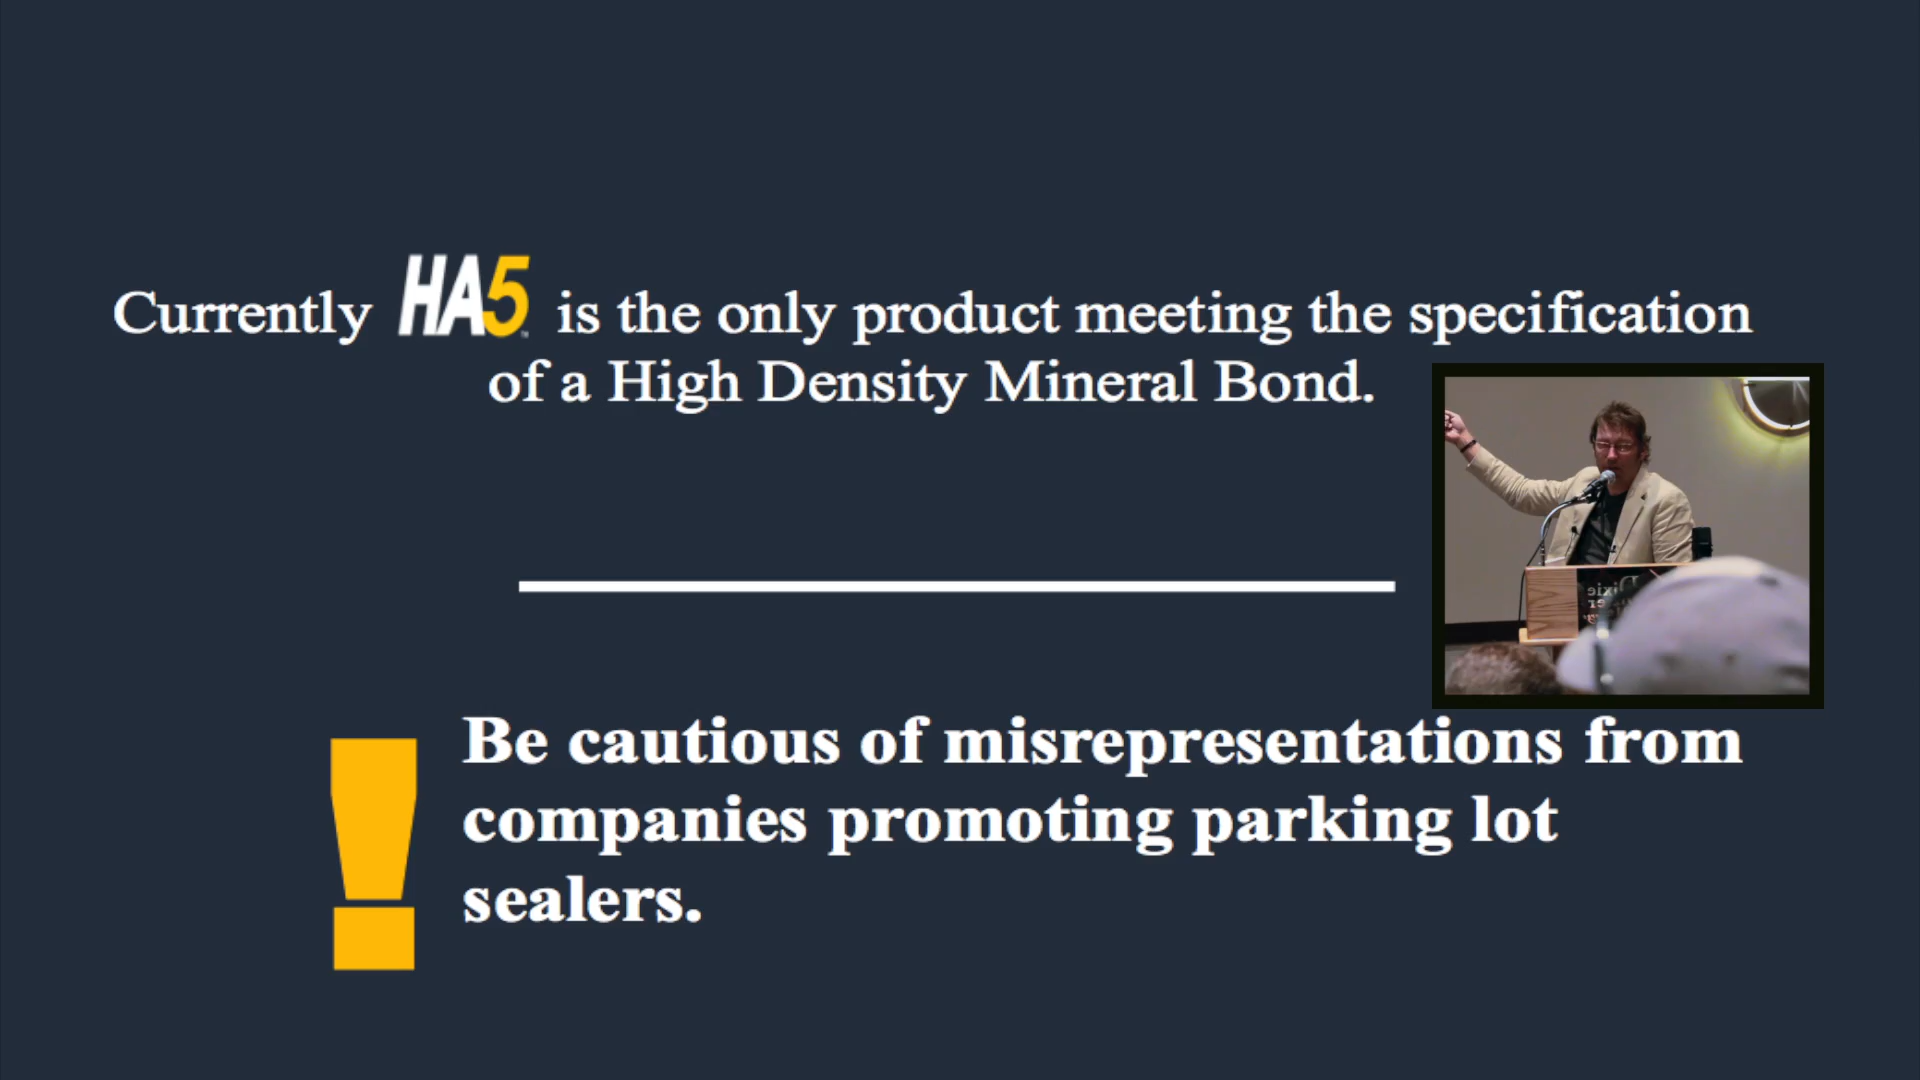 Currently HA5™ is the only product meeting the specification
of a High Density Mineral Bond.
Be cautious of misrepresentations from
companies promoting parking lot
sealers.